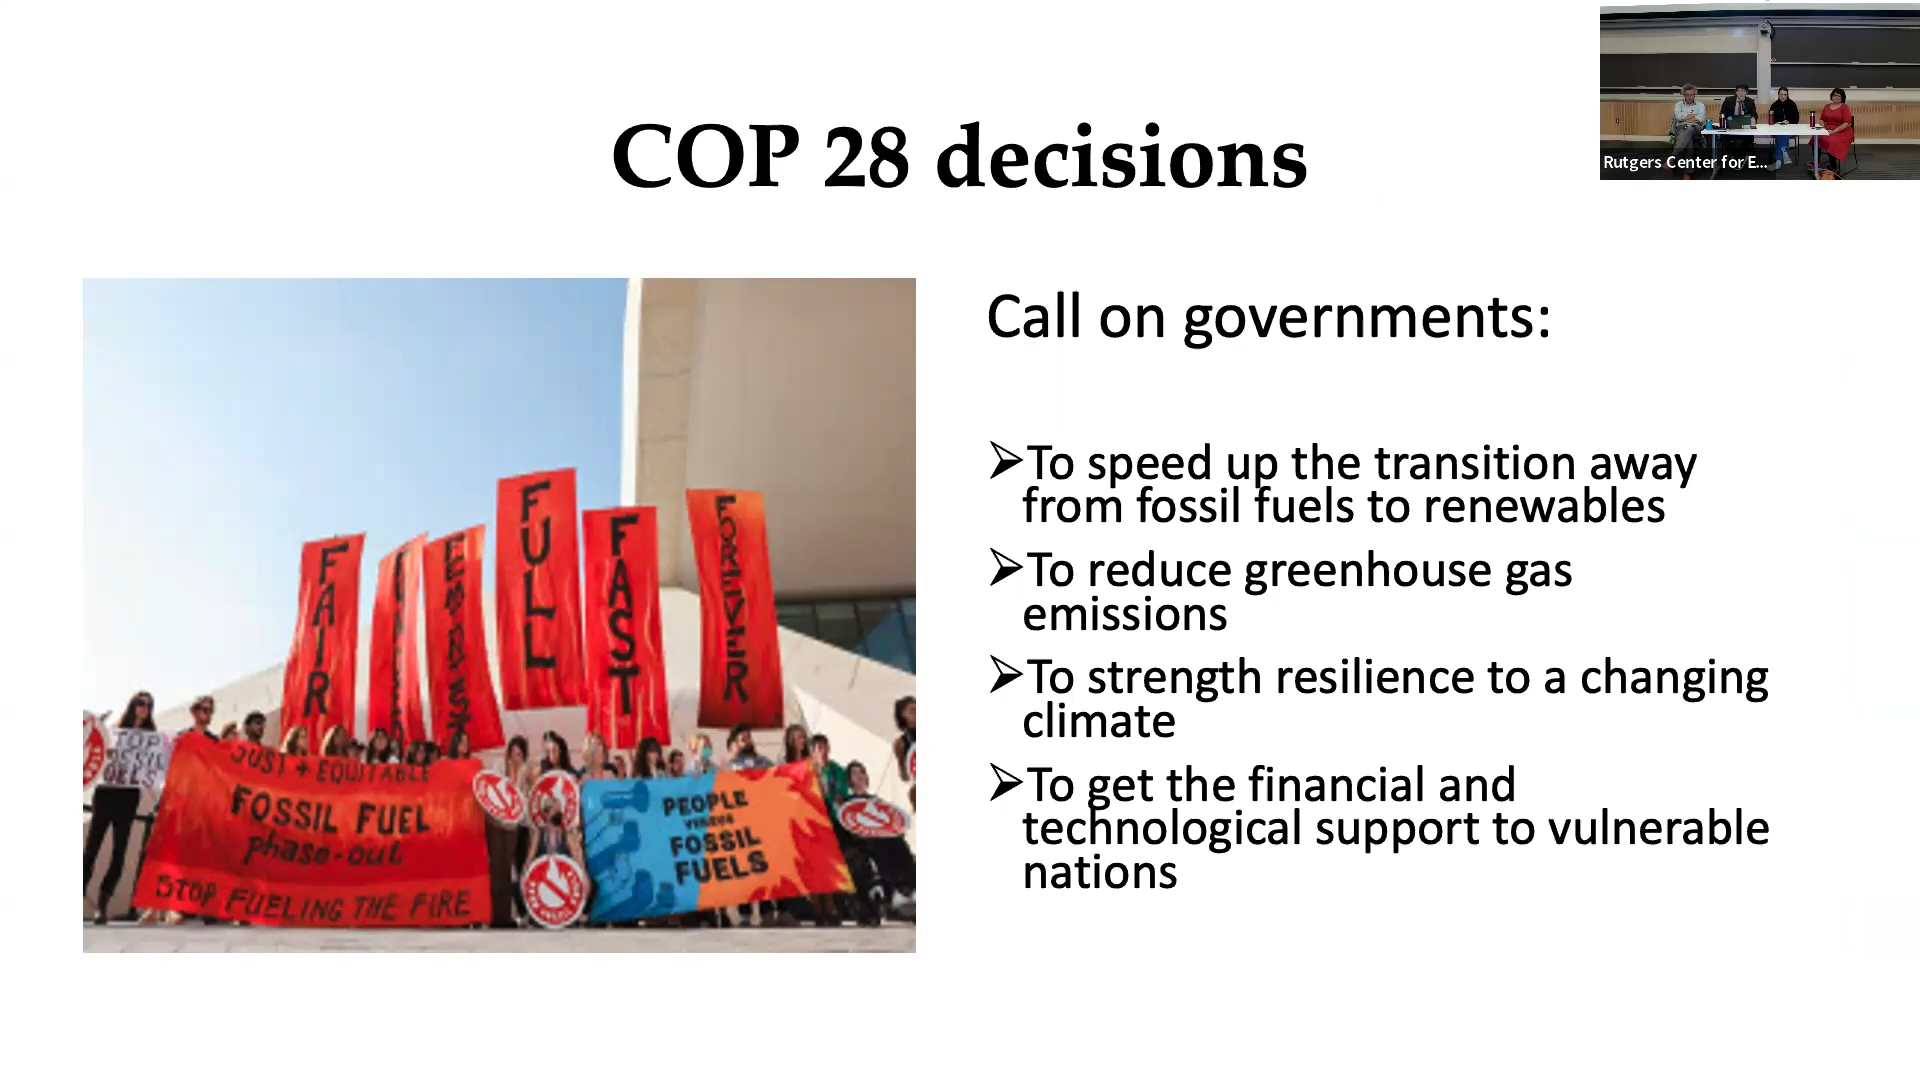 COP 28 decisions
Rutgers Center for E...
Call on governments:
➢To speed up the transition away
from fossil fuels to renewables
➢To reduce greenhouse gas
emissions
➢To strength resilience to a changing
climate
➢To get the financial and
technological support to vulnerable
nations
FAIR
FULL
FAST
FOREVER
JUST + EQUITABLE
FOSSIL FUEL
phase-out
STOP FUELING THE FIRE
PEOPLE
VERSUS
FOSSIL
FUELS